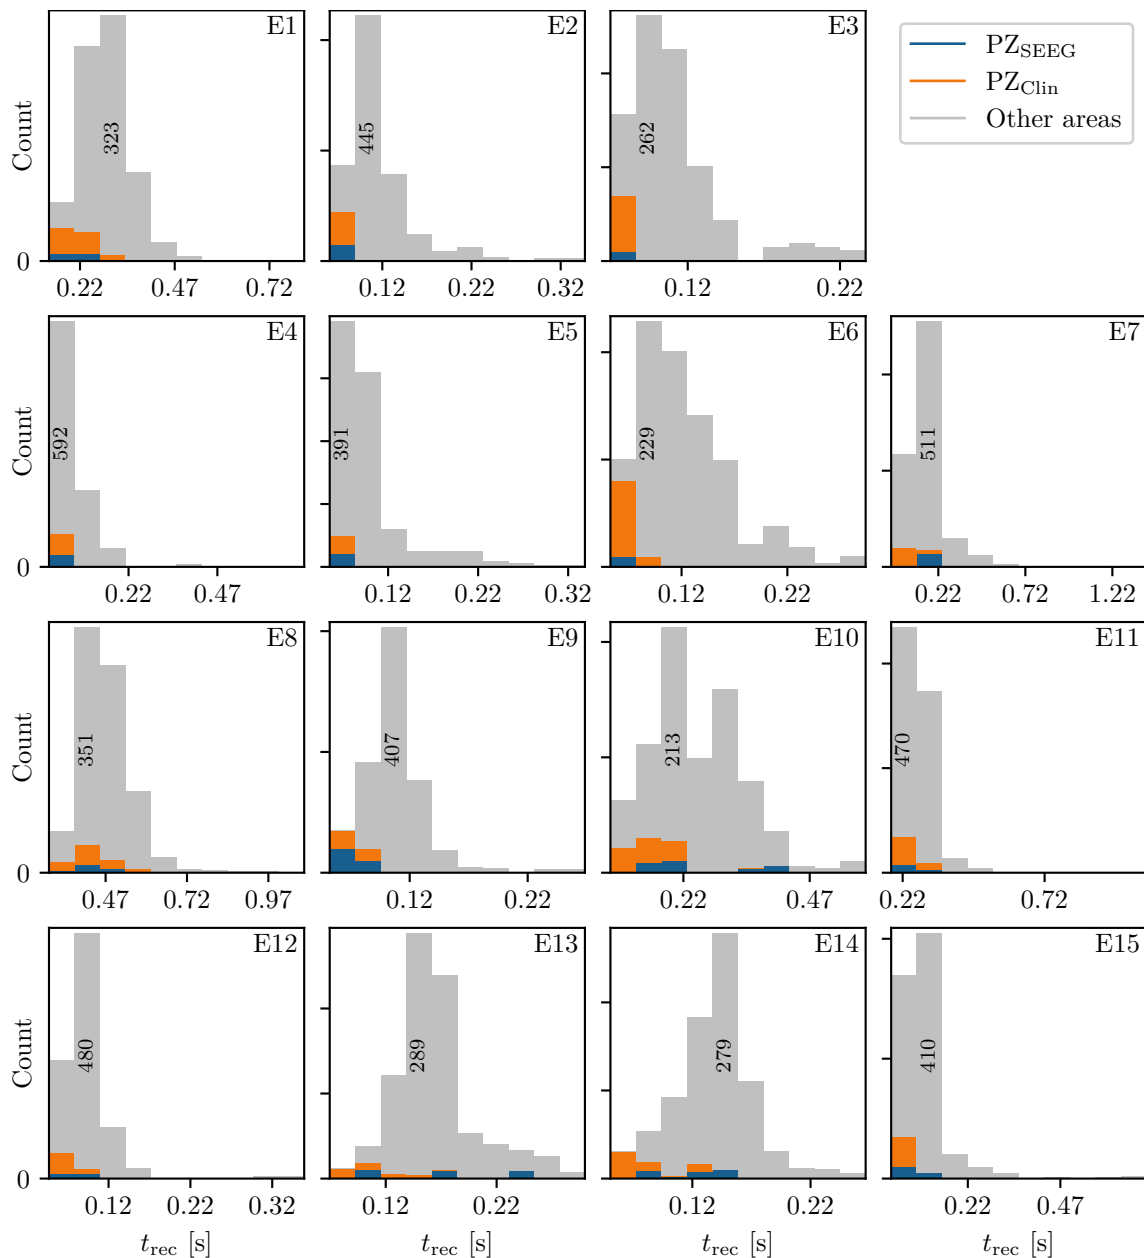 E1
E2
E3
PZ_SEEG
PZ_Clin
Other areas
Count
323
445
262
0
0.22 0.47 0.72
0.12 0.22 0.32
0.12 0.22
E4
E5
E6
E7
Count
592
391
229
511
0
0.22 0.47
0.12 0.22 0.32
0.12 0.22
0.22 0.72 1.22
E8
E9
E10
E11
Count
351
407
213
470
0
0.47 0.72 0.97
0.12 0.22
0.22 0.47
0.22 0.72
E12
E13
E14
E15
Count
480
289
279
410
0
0.12 0.22 0.32
0.12 0.22
0.12 0.22
0.22 0.47
t_rec [s]
t_rec [s]
t_rec [s]
t_rec [s]